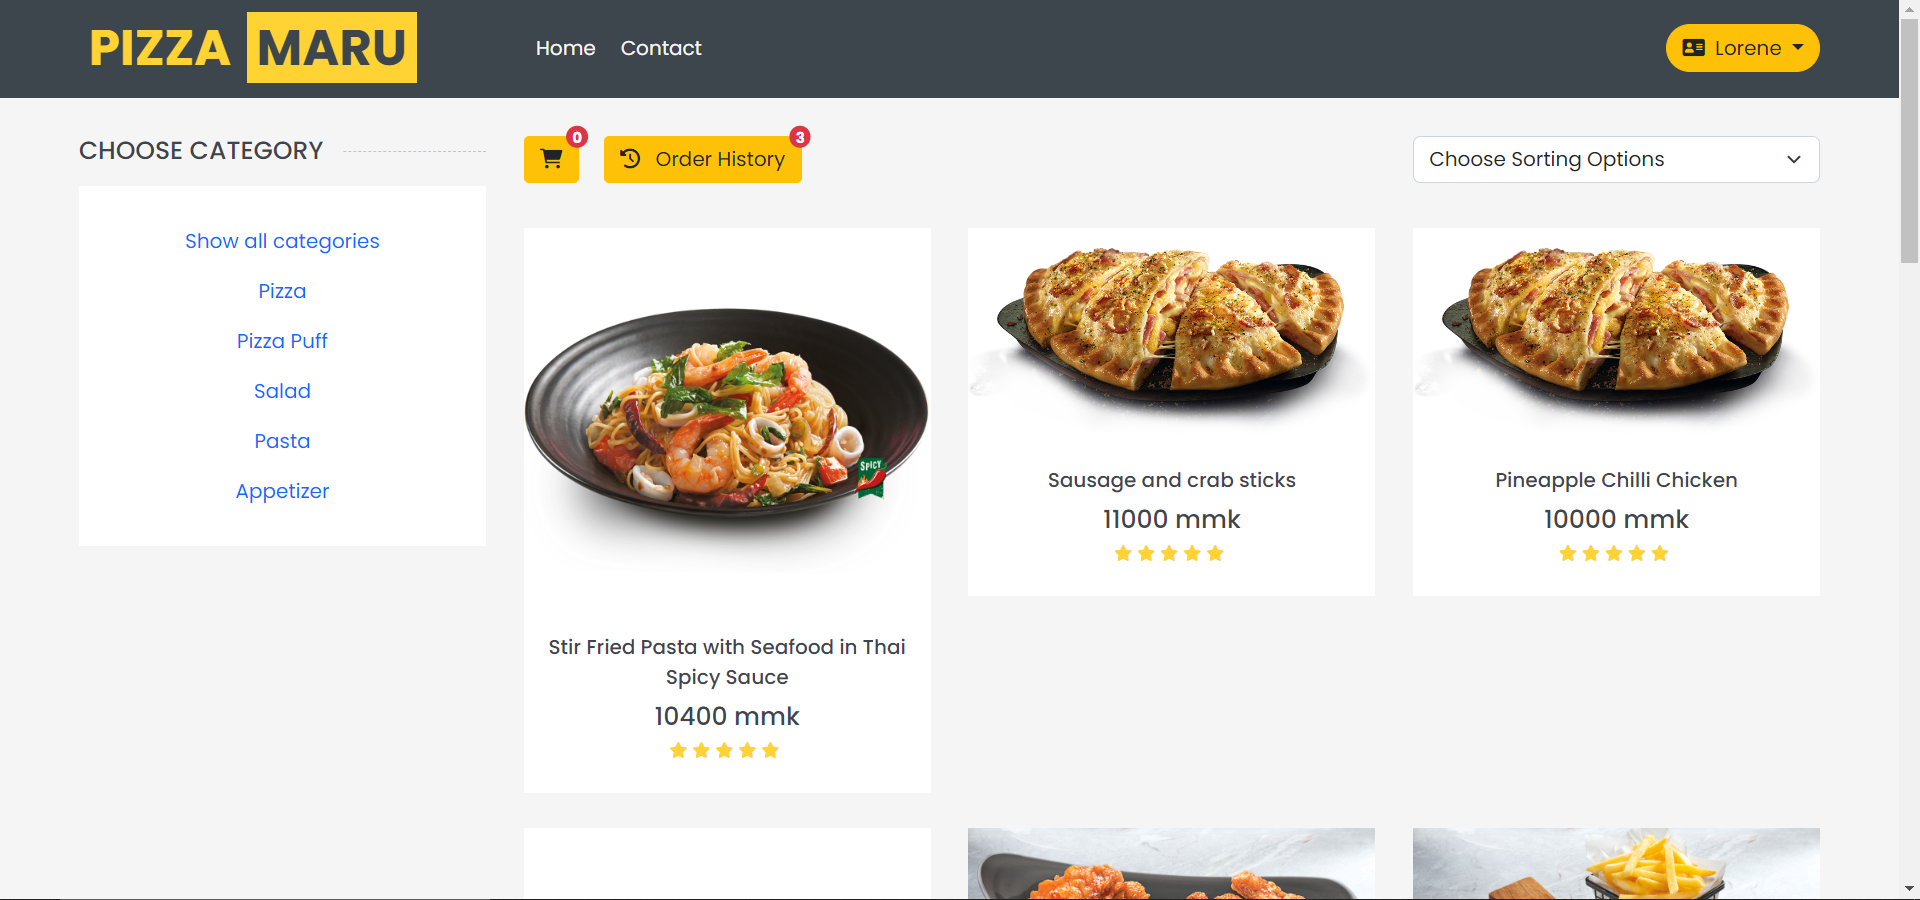 PIZZA MARU
Home
Contact
Lorene
CHOOSE CATEGORY
Show all categories
Pizza
Pizza Puff
Salad
Pasta
Appetizer
0
Order History
3
Choose Sorting Options
SPICY
Stir Fried Pasta with Seafood in Thai
Spicy Sauce
10400 mmk
Sausage and crab sticks
11000 mmk
Pineapple Chilli Chicken
10000 mmk